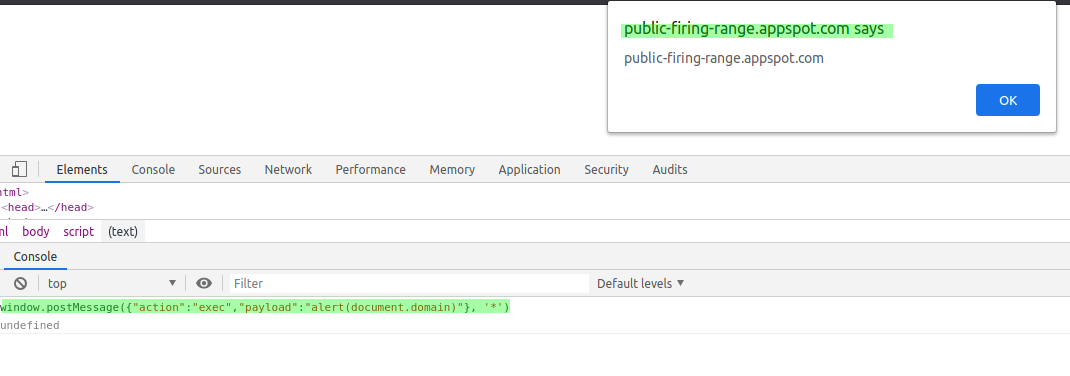 public-firing-range.appspot.com says
public-firing-range.appspot.com
OK
Elements Console Sources Network Performance Memory Application Security Audits
html>
<head>…</head>
ml body script (text)
Console
top Filter Default levels
window.postMessage({"action":"exec","payload":"alert(document.domain)"}, '*')
undefined